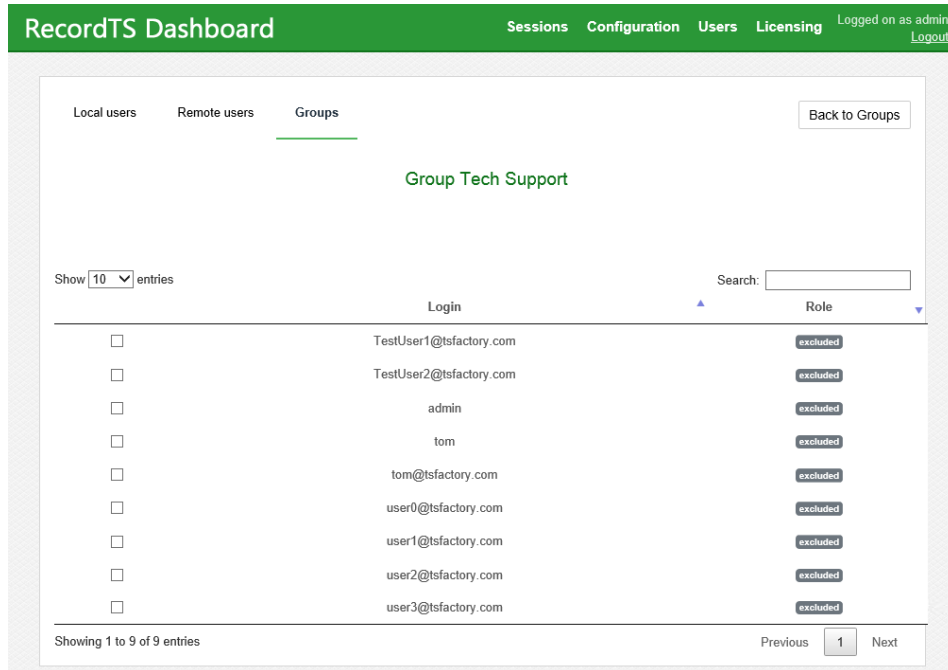 RecordTS Dashboard
Sessions Configuration Users Licensing
Logged on as admin
Logout
Local users Remote users Groups
Back to Groups
Group Tech Support
Show 10 entries
Search:
Login Role
TestUser1@tsfactory.com excluded
TestUser2@tsfactory.com excluded
admin excluded
tom excluded
tom@tsfactory.com excluded
user0@tsfactory.com excluded
user1@tsfactory.com excluded
user2@tsfactory.com excluded
user3@tsfactory.com excluded
Showing 1 to 9 of 9 entries
Previous 1 Next